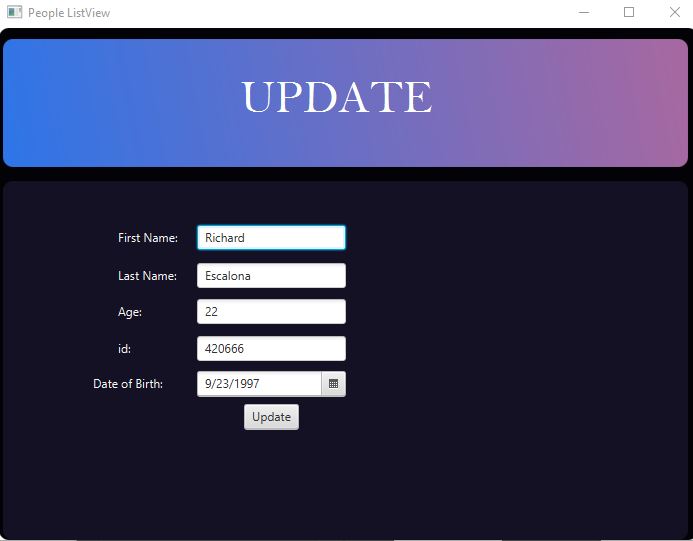 People ListView
UPDATE
First Name: Richard
Last Name: Escalona
Age: 22
id: 420666
Date of Birth: 9/23/1997
Update